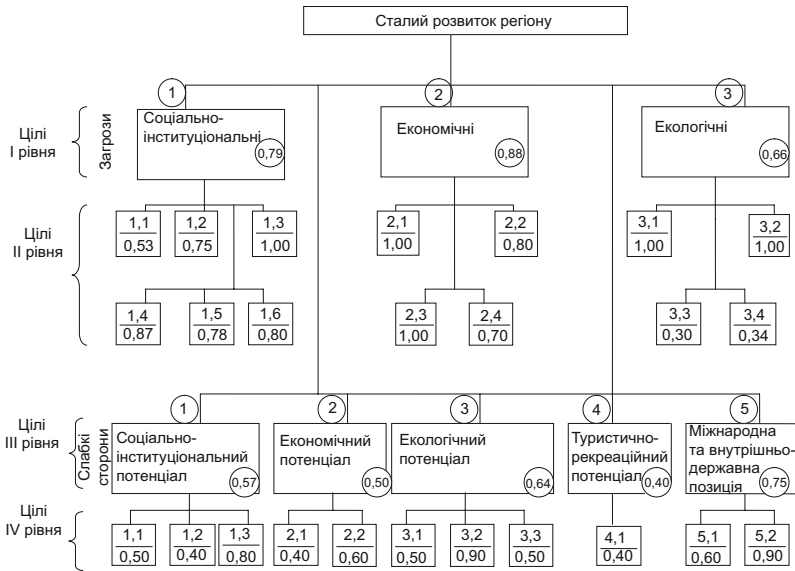 Сталий розвиток регіону
1
2
3
Цілі
І рівня
Загрози
Соціально-
інституціональні
0,79
Економічні
0,88
Екологічні
0,66
Цілі
ІІ рівня
1,1
0,53
1,2
0,75
1,3
1,00
2,1
1,00
2,2
0,80
3,1
1,00
3,2
1,00
1,4
0,87
1,5
0,78
1,6
0,80
2,3
1,00
2,4
0,70
3,3
0,30
3,4
0,34
1
2
3
4
5
Цілі
ІІІ рівня
Слабкі
сторони
Соціально-
інституціональний
потенціал
0,57
Економічний
потенціал
0,50
Екологічний
потенціал
0,64
Туристично-
рекреаційний
потенціал
0,40
Міжнародна
та внутрішньо-
державна
позиція
0,75
Цілі
IV рівня
1,1
0,50
1,2
0,40
1,3
0,80
2,1
0,40
2,2
0,60
3,1
0,50
3,2
0,90
3,3
0,50
4,1
0,40
5,1
0,60
5,2
0,90